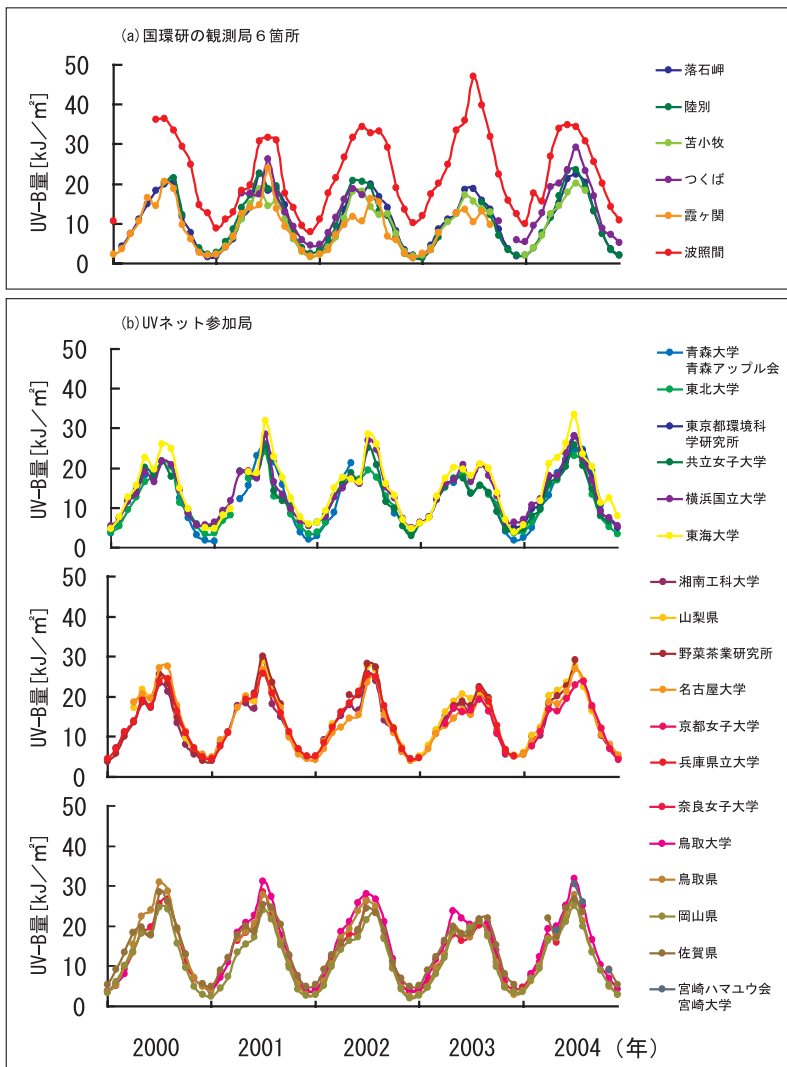 (a)国環研の観測局６箇所
UV-B量[kJ／m²]
50
40
30
20
10
0
落石岬
陸別
苫小牧
つくば
霞ヶ関
波照間
(b)UVネット参加局
UV-B量[kJ／m²]
50
40
30
20
10
0
青森大学
青森アップル会
東北大学
東京都環境科
学研究所
共立女子大学
横浜国立大学
東海大学
UV-B量[kJ／m²]
50
40
30
20
10
0
湘南工科大学
山梨県
野菜茶業研究所
名古屋大学
京都女子大学
兵庫県立大学
UV-B量[kJ／m²]
50
40
30
20
10
0
奈良女子大学
鳥取大学
鳥取県
岡山県
佐賀県
宮崎ハマユウ会
宮崎大学
2000 2001 2002 2003 2004（年）